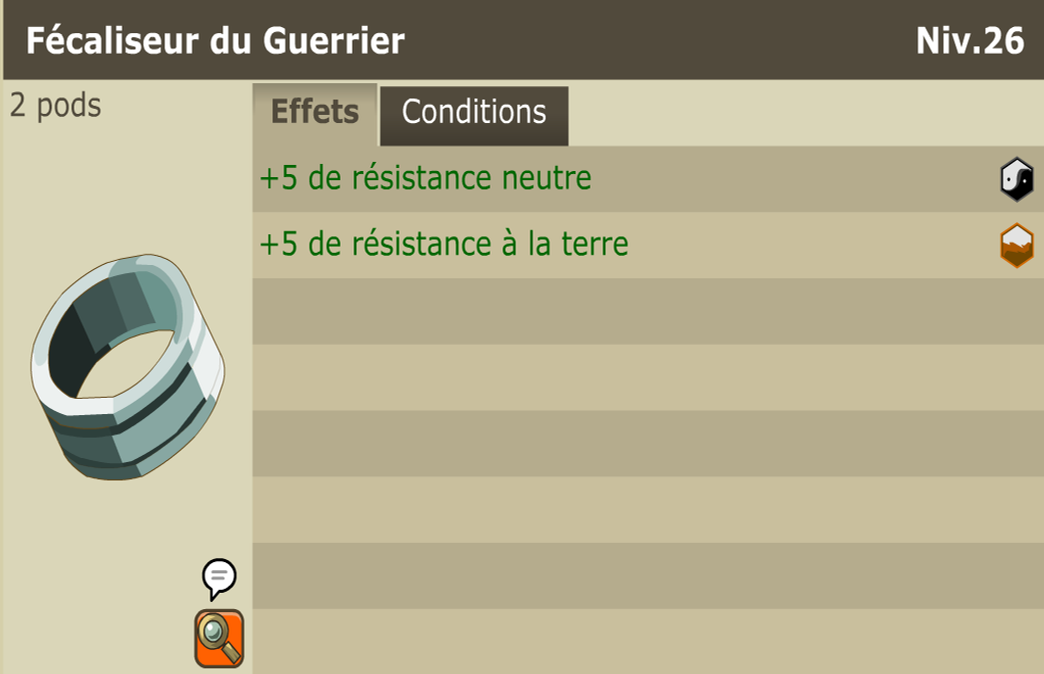 Fécaliseur du Guerrier Niv.26
2 pods
Effets Conditions
+5 de résistance neutre
+5 de résistance à la terre